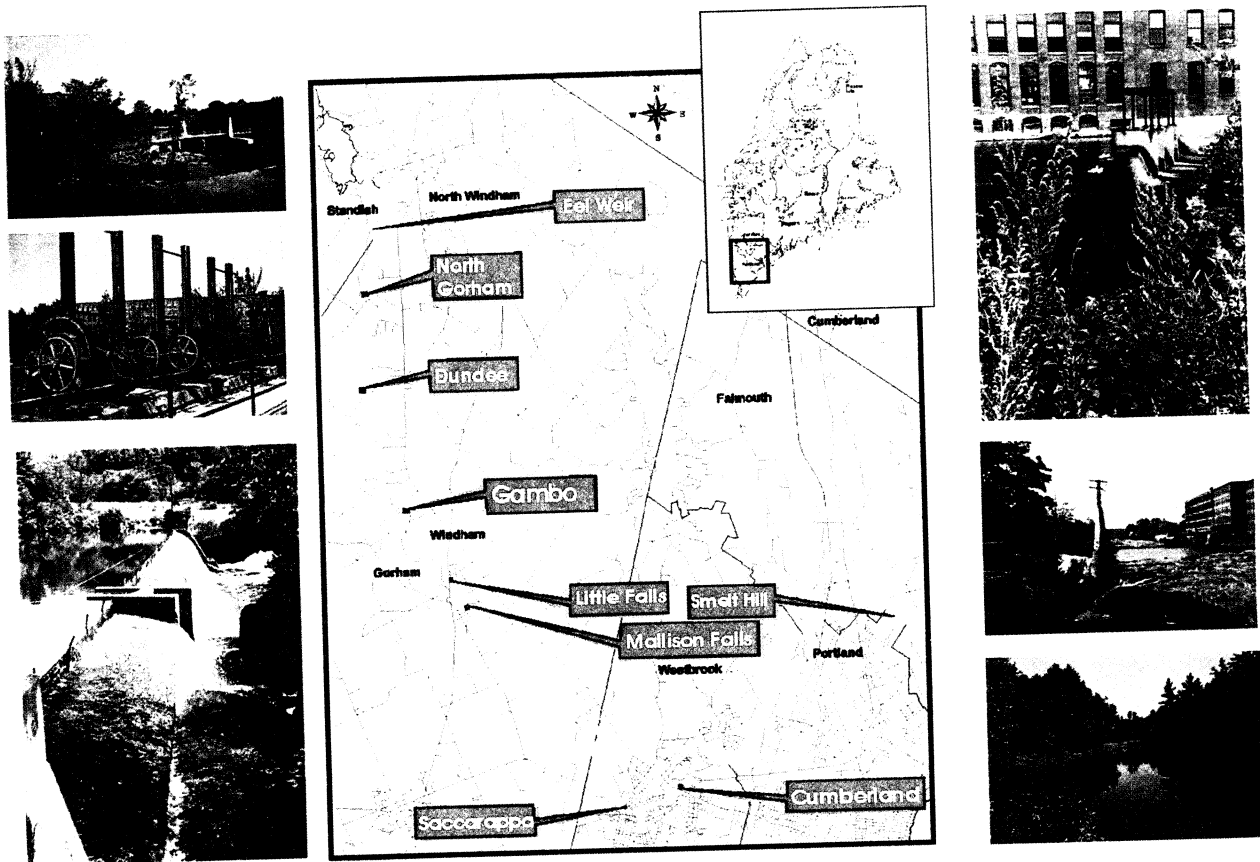 N
W E
S
North Windham
Standish
Eel Weir
North
Gorham
Cumberland
Dundee
Falmouth
Gambo
Windham
Gorham
Little Falls
Smelt Hill
Mallison Falls
Portland
Westbrook
Cumberland
Saccarappa